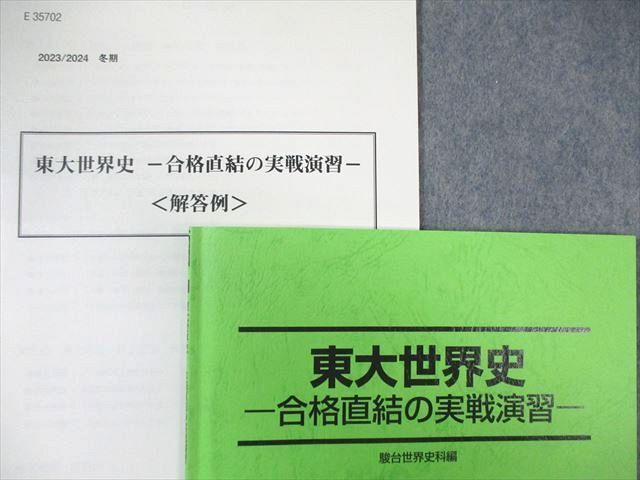 E 35702
2023/2024 冬期
東大世界史 －合格直結の実戦演習－
＜解答例＞
東大世界史
―合格直結の実戦演習―
駿台世界史科編